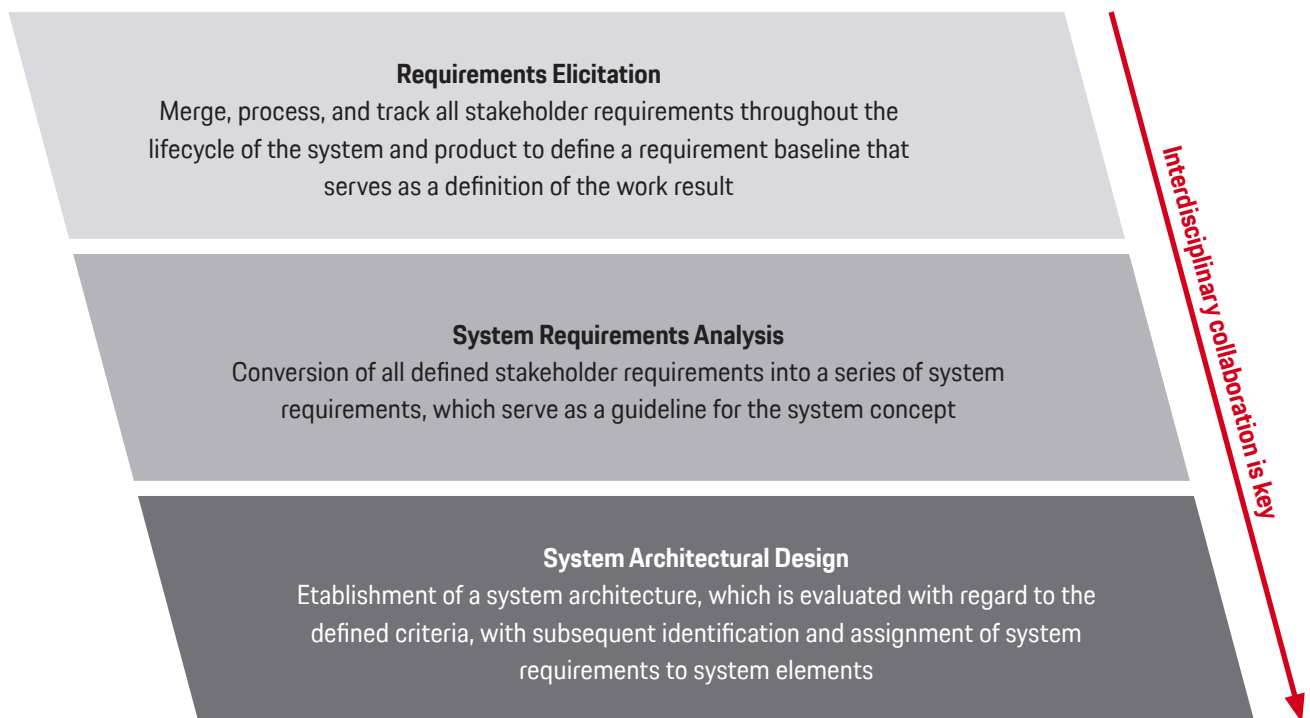 Requirements Elicitation
Merge, process, and track all stakeholder requirements throughout the
lifecycle of the system and product to define a requirement baseline that
serves as a definition of the work result
System Requirements Analysis
Conversion of all defined stakeholder requirements into a series of system
requirements, which serve as a guideline for the system concept
System Architectural Design
Etablishment of a system architecture, which is evaluated with regard to the
defined criteria, with subsequent identification and assignment of system
requirements to system elements
Interdisciplinary collaboration is key